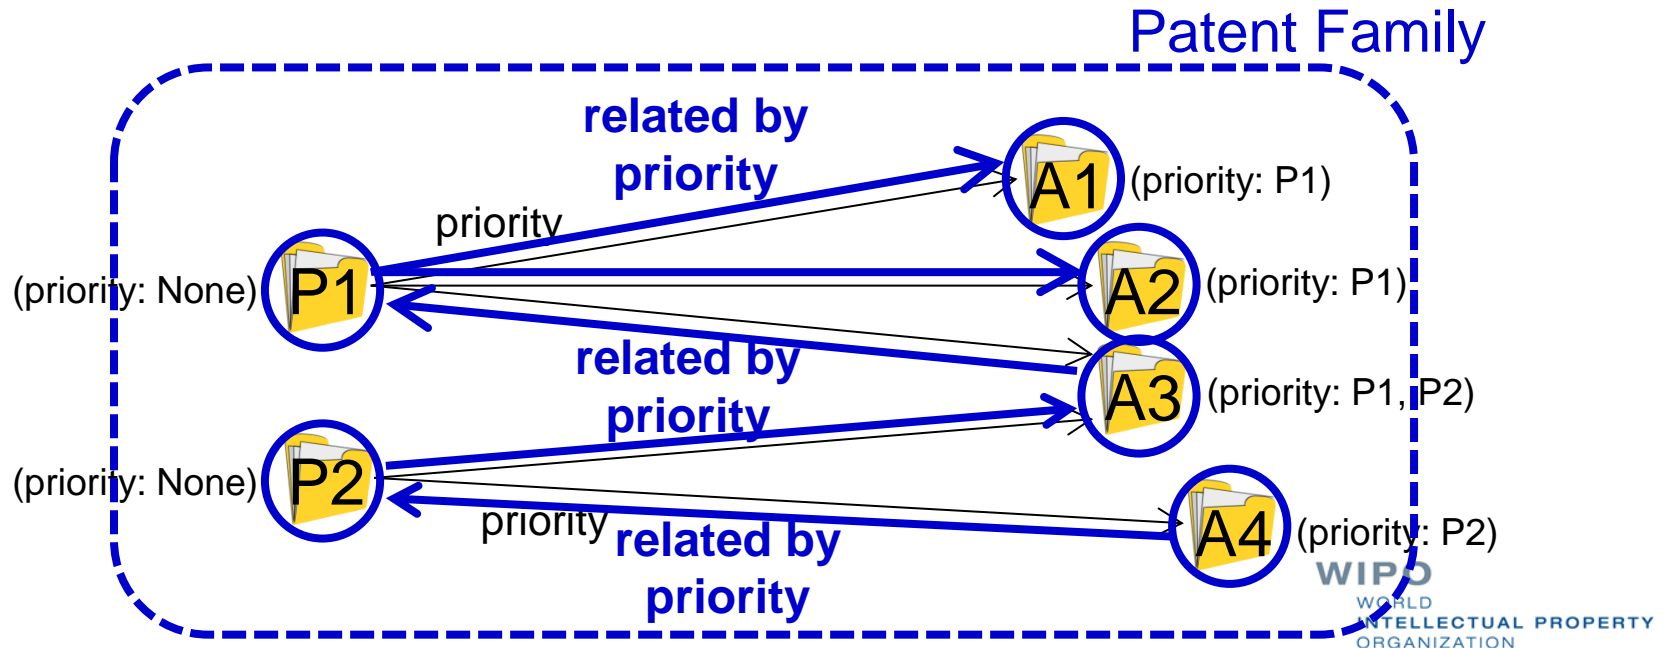 Patent Family
related by
priority
priority
A1
(priority: P1)
(priority: None)
P1
A2
(priority: P1)
related by
priority
A3
(priority: P1, P2)
(priority: None)
P2
priority
related by
priority
A4
(priority: P2)
WIPO
WORLD
INTELLECTUAL PROPERTY
ORGANIZATION